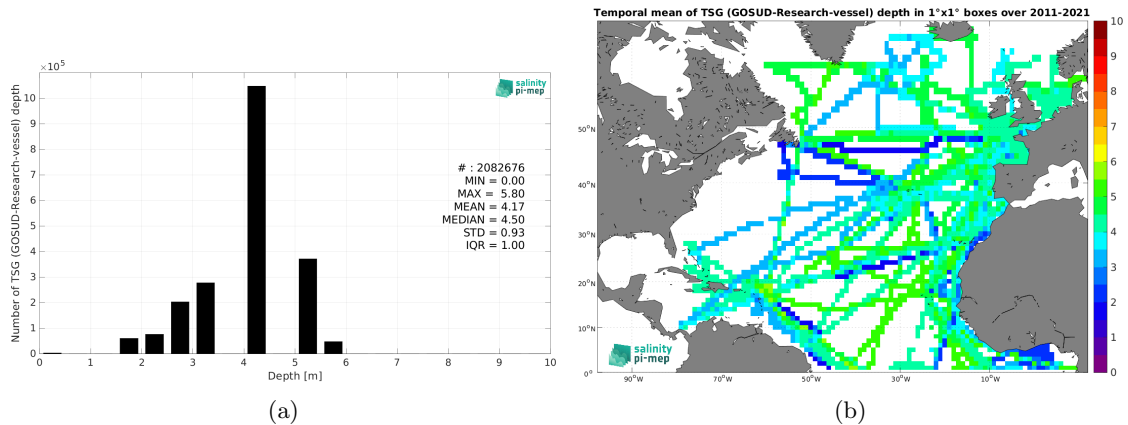 ×10⁵
salinity
pi-mep
Number of TSG (GOSUD-Research-vessel) depth
10
9
8
7
6
5
4
3
2
1
0
# : 2082676
MIN = 0.00
MAX = 5.80
MEAN = 4.17
MEDIAN = 4.50
STD = 0.93
IQR = 1.00
0 1 2 3 4 5 6 7 8 9 10
Depth [m]
(a)
Temporal mean of TSG (GOSUD-Research-vessel) depth in 1°x1° boxes over 2011-2021
50°N
40°N
30°N
20°N
10°N
0°
90°W 70°W 50°W 30°W 10°W
salinity
pi-mep
10
9
8
7
6
5
4
3
2
1
0
(b)